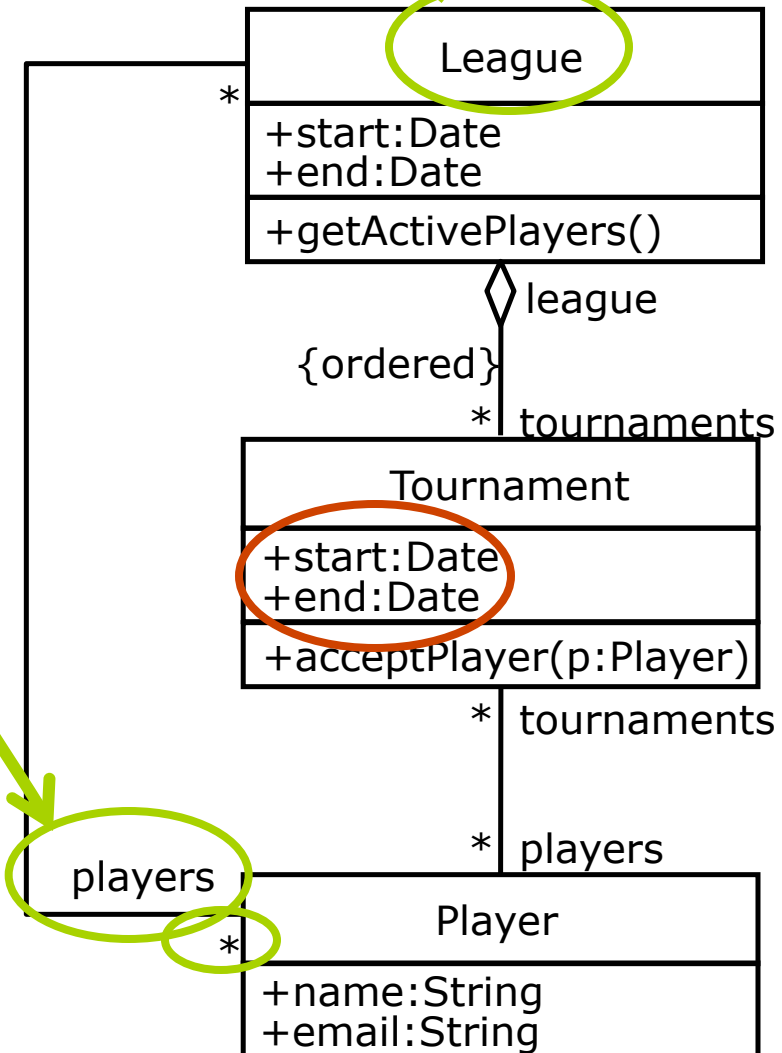 League
*
+start:Date
+end:Date
+getActivePlayers()
league
{ordered}
* tournaments
Tournament
+start:Date
+end:Date
+acceptPlayer(p:Player)
* tournaments
* players
players
Player
*
+name:String
+email:String